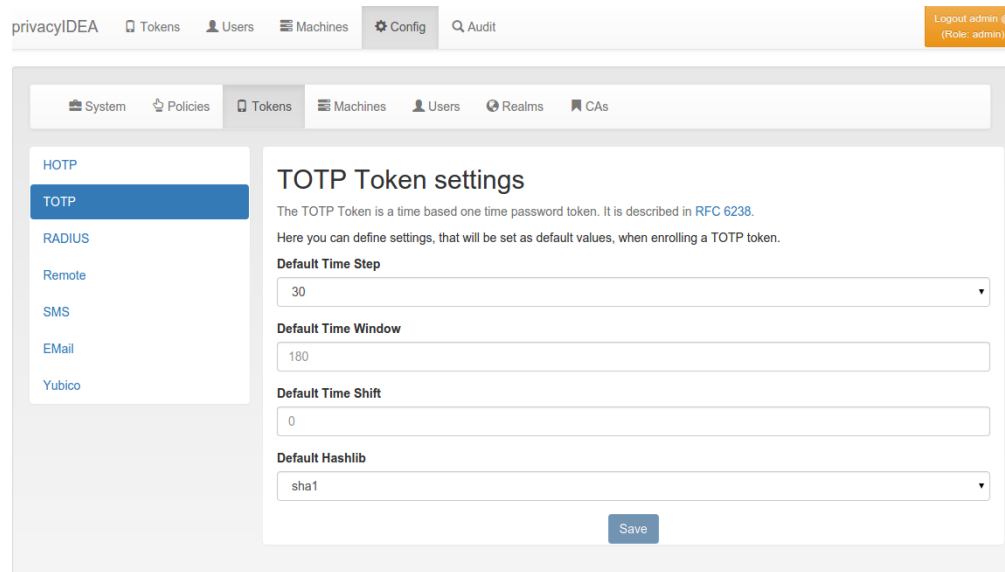 privacyIDEA Tokens Users Machines Config Audit
Logout admin @
(Role: admin)
System Policies Tokens Machines Users Realms CAs
HOTP
TOTP
RADIUS
Remote
SMS
EMail
Yubico
TOTP Token settings
The TOTP Token is a time based one time password token. It is described in RFC 6238.
Here you can define settings, that will be set as default values, when enrolling a TOTP token.
Default Time Step
30
Default Time Window
180
Default Time Shift
0
Default Hashlib
sha1
Save